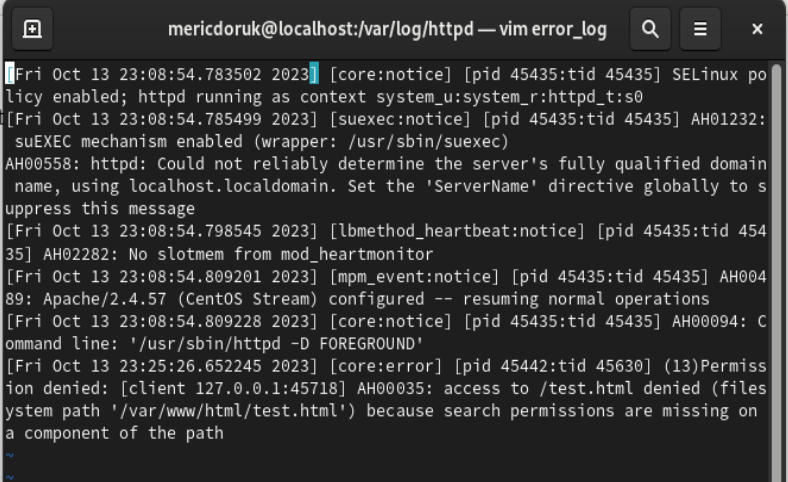 mericdoruk@localhost:/var/log/httpd — vim error_log
[Fri Oct 13 23:08:54.783502 2023] [core:notice] [pid 45435:tid 45435] SELinux po
licy enabled; httpd running as context system_u:system_r:httpd_t:s0
[Fri Oct 13 23:08:54.785499 2023] [suexec:notice] [pid 45435:tid 45435] AH01232:
 suEXEC mechanism enabled (wrapper: /usr/sbin/suexec)
AH00558: httpd: Could not reliably determine the server's fully qualified domain
 name, using localhost.localdomain. Set the 'ServerName' directive globally to s
uppress this message
[Fri Oct 13 23:08:54.798545 2023] [lbmethod_heartbeat:notice] [pid 45435:tid 454
35] AH02282: No slotmem from mod_heartmonitor
[Fri Oct 13 23:08:54.809201 2023] [mpm_event:notice] [pid 45435:tid 45435] AH004
89: Apache/2.4.57 (CentOS Stream) configured -- resuming normal operations
[Fri Oct 13 23:08:54.809228 2023] [core:notice] [pid 45435:tid 45435] AH00094: C
ommand line: '/usr/sbin/httpd -D FOREGROUND'
[Fri Oct 13 23:25:26.652245 2023] [core:error] [pid 45442:tid 45630] (13)Permiss
ion denied: [client 127.0.0.1:45718] AH00035: access to /test.html denied (files
ystem path '/var/www/html/test.html') because search permissions are missing on
a component of the path
~
~